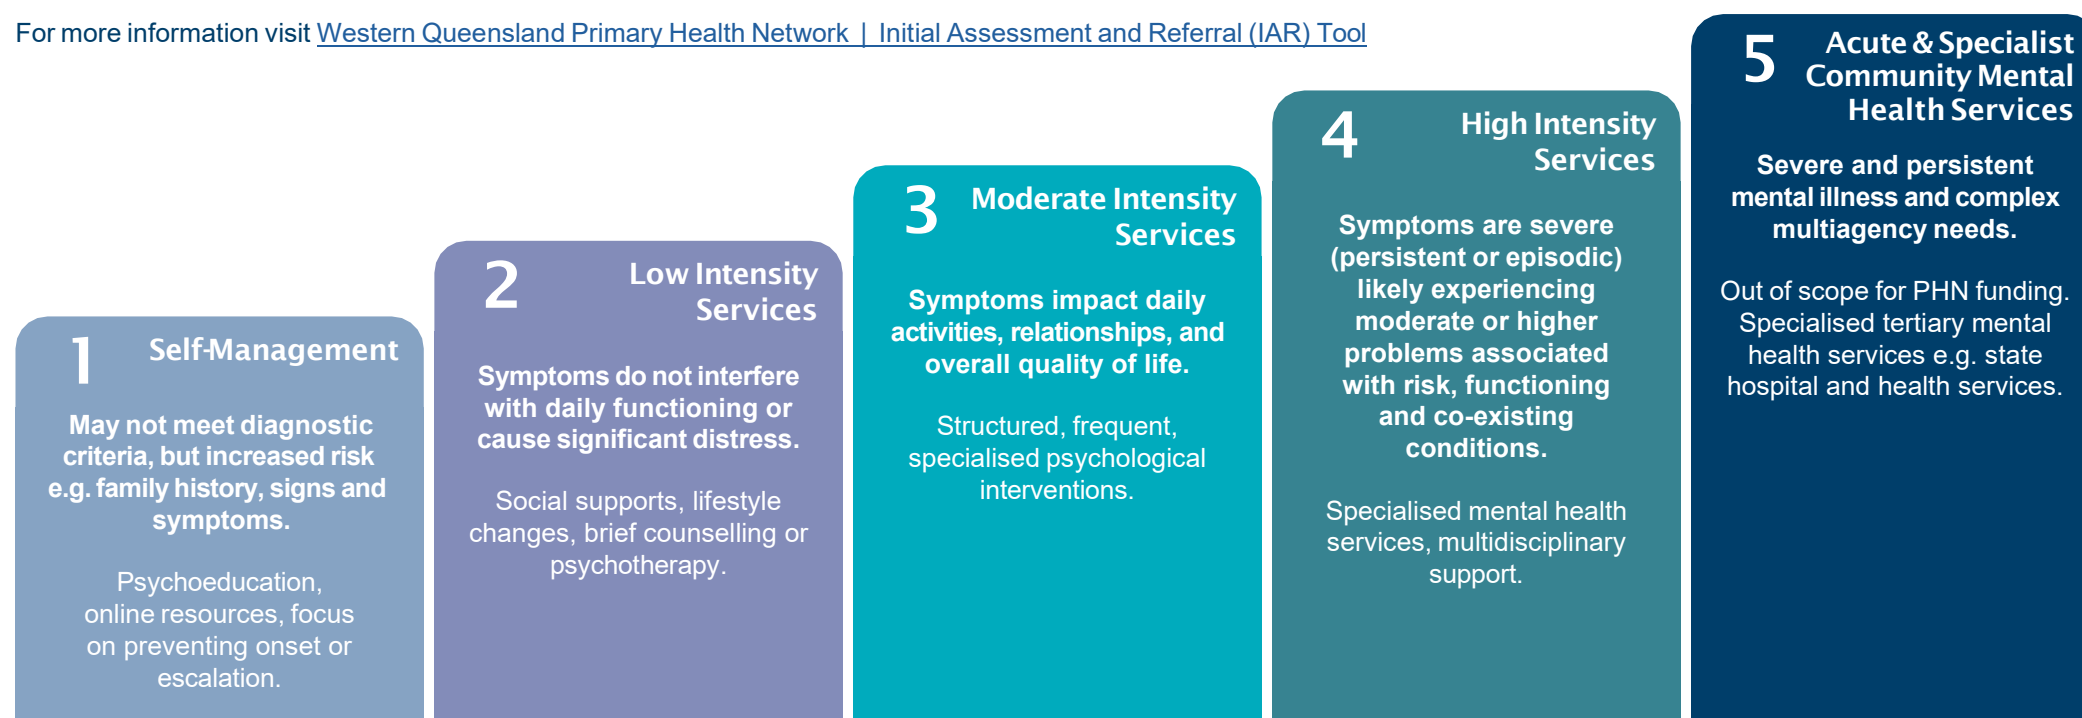 For more information visit Western Queensland Primary Health Network | Initial Assessment and Referral (IAR) Tool
1
Self-Management
May not meet diagnostic
criteria, but increased risk
e.g. family history, signs and
symptoms.
Psychoeducation,
online resources, focus
on preventing onset or
escalation.
2
Low Intensity
Services
Symptoms do not interfere
with daily functioning or
cause significant distress.
Social supports, lifestyle
changes, brief counselling or
psychotherapy.
3
Moderate Intensity
Services
Symptoms impact daily
activities, relationships, and
overall quality of life.
Structured, frequent,
specialised psychological
interventions.
4
High Intensity
Services
Symptoms are severe
(persistent or episodic)
likely experiencing
moderate or higher
problems associated
with risk, functioning
and co-existing
conditions.
Specialised mental health
services, multidisciplinary
support.
5
Acute & Specialist
Community Mental
Health Services
Severe and persistent
mental illness and complex
multiagency needs.
Out of scope for PHN funding.
Specialised tertiary mental
health services e.g. state
hospital and health services.